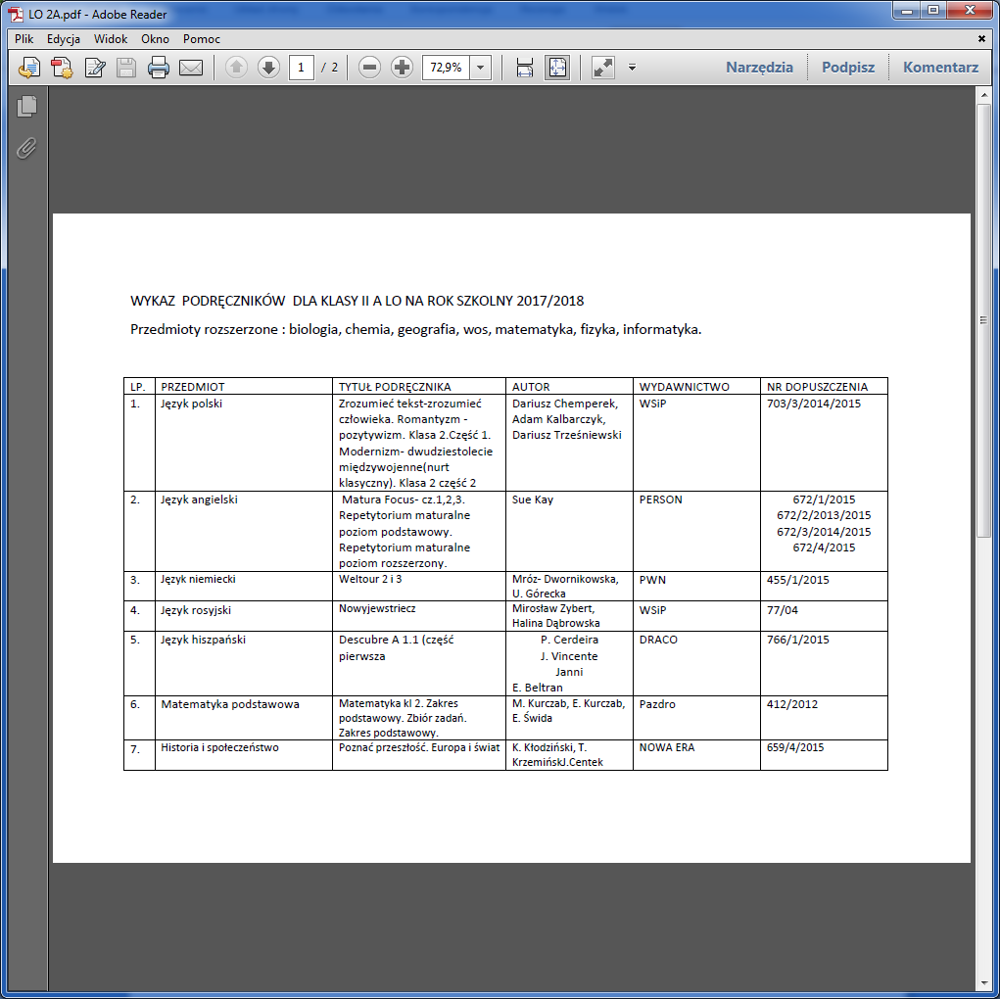 LO 2A.pdf - Adobe Reader
Plik Edycja Widok Okno Pomoc
1 / 2 72,9% Narzędzia Podpisz Komentarz
WYKAZ PODRĘCZNIKÓW DLA KLASY II A LO NA ROK SZKOLNY 2017/2018
Przedmioty rozszerzone : biologia, chemia, geografia, wos, matematyka, fizyka, informatyka.
LP. PRZEDMIOT TYTUŁ PODRĘCZNIKA AUTOR WYDAWNICTWO NR DOPUSZCZENIA
1. Język polski Zrozumieć tekst-zrozumieć Dariusz Chemperek, WSiP 703/3/2014/2015
człowieka. Romantyzm - Adam Kalbarczyk,
pozytywizm. Klasa 2.Część 1. Dariusz Trześniewski
Modernizm- dwudziestolecie
międzywojenne(nurt
klasyczny). Klasa 2 część 2
2. Język angielski Matura Focus- cz.1,2,3. Sue Kay PERSON 672/1/2015
Repetytorium maturalne 672/2/2013/2015
poziom podstawowy. 672/3/2014/2015
Repetytorium maturalne 672/4/2015
poziom rozszerzony.
3. Język niemiecki Weltour 2 i 3 Mróz- Dwornikowska, PWN 455/1/2015
U. Górecka
4. Język rosyjski Nowyjewstriecz Mirosław Zybert, WSiP 77/04
Halina Dąbrowska
5. Język hiszpański Descubre A 1.1 (część P. Cerdeira DRACO 766/1/2015
pierwsza J. Vincente
Janni
E. Beltran
6. Matematyka podstawowa Matematyka kl 2. Zakres M. Kurczab, E. Kurczab, Pazdro 412/2012
podstawowy. Zbiór zadań. E. Świda
Zakres podstawowy.
7. Historia i społeczeństwo Poznać przeszłość. Europa i świat K. Kłodziński, T. NOWA ERA 659/4/2015
KrzemińskJ.Centek